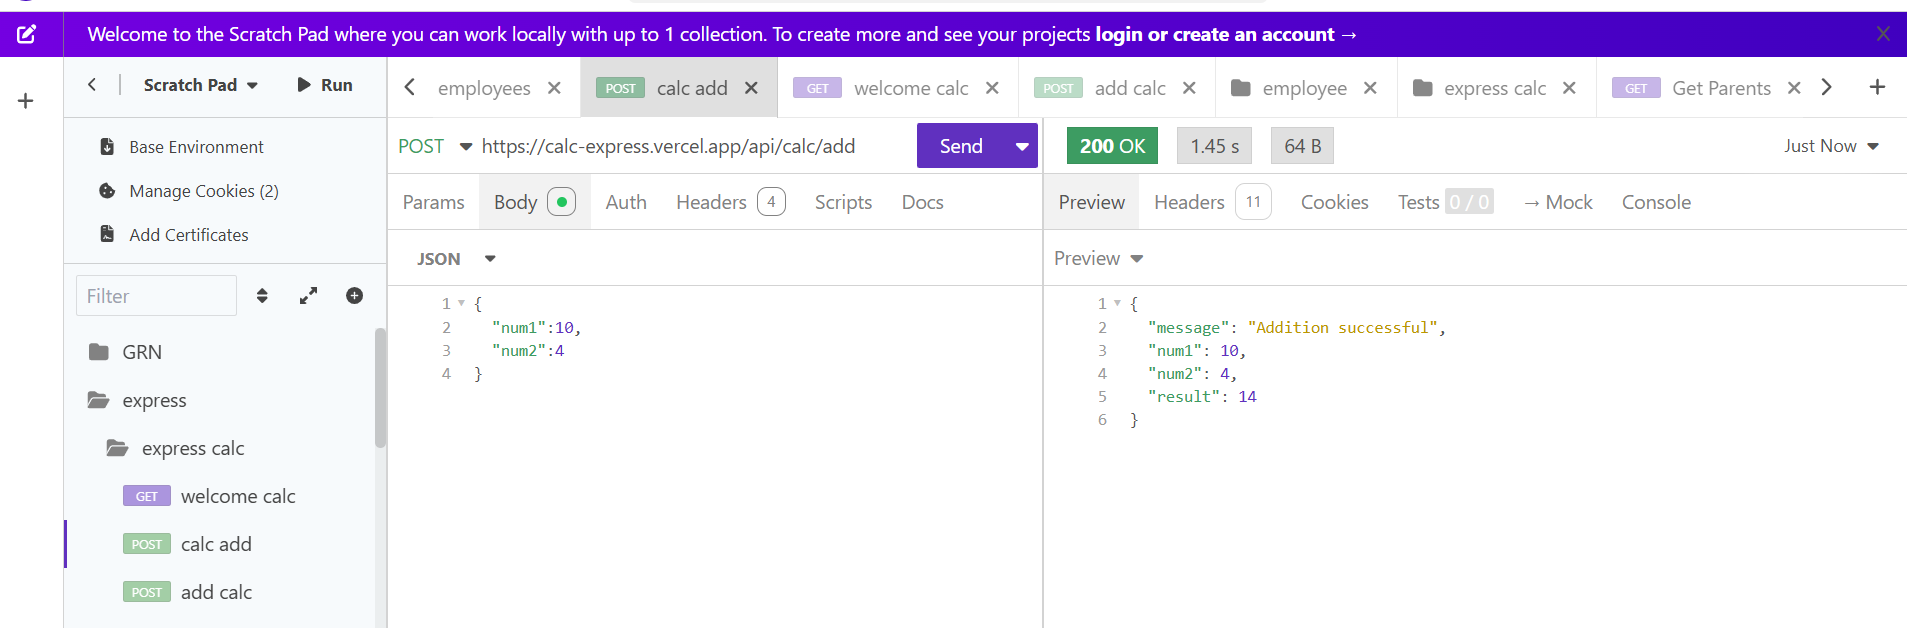 Welcome to the Scratch Pad where you can work locally with up to 1 collection. To create more and see your projects login or create an account →
Scratch Pad
Run
employees
POST calc add
GET welcome calc
POST add calc
employee
express calc
GET Get Parents
Base Environment
Manage Cookies (2)
Add Certificates
Filter
GRN
express
express calc
GET welcome calc
POST calc add
POST add calc
POST https://calc-express.vercel.app/api/calc/add Send
Params Body Auth Headers 4 Scripts Docs
JSON
1 {
2 "num1":10,
3 "num2":4
4 }
200 OK 1.45 s 64 B Just Now
Preview Headers 11 Cookies Tests 0 / 0 → Mock Console
Preview
1 {
2 "message": "Addition successful",
3 "num1": 10,
4 "num2": 4,
5 "result": 14
6 }